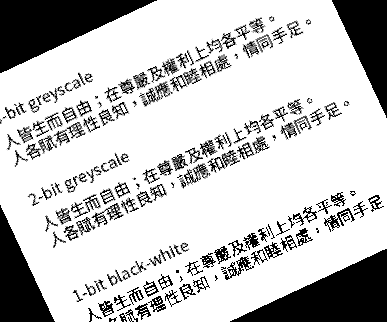 -bit greyscale
人皆生而自由；在尊嚴及權利上均各平等。
人各賦有理性良知，誠應和睦相處，情同手足。
2-bit greyscale
人皆生而自由；在尊嚴及權利上均各平等。
人各賦有理性良知，誠應和睦相處，情同手足。
1-bit black-white
人皆生而自由；在尊嚴及權利上均各平等。
各賦有理性良知，誠應和睦相處，情同手足